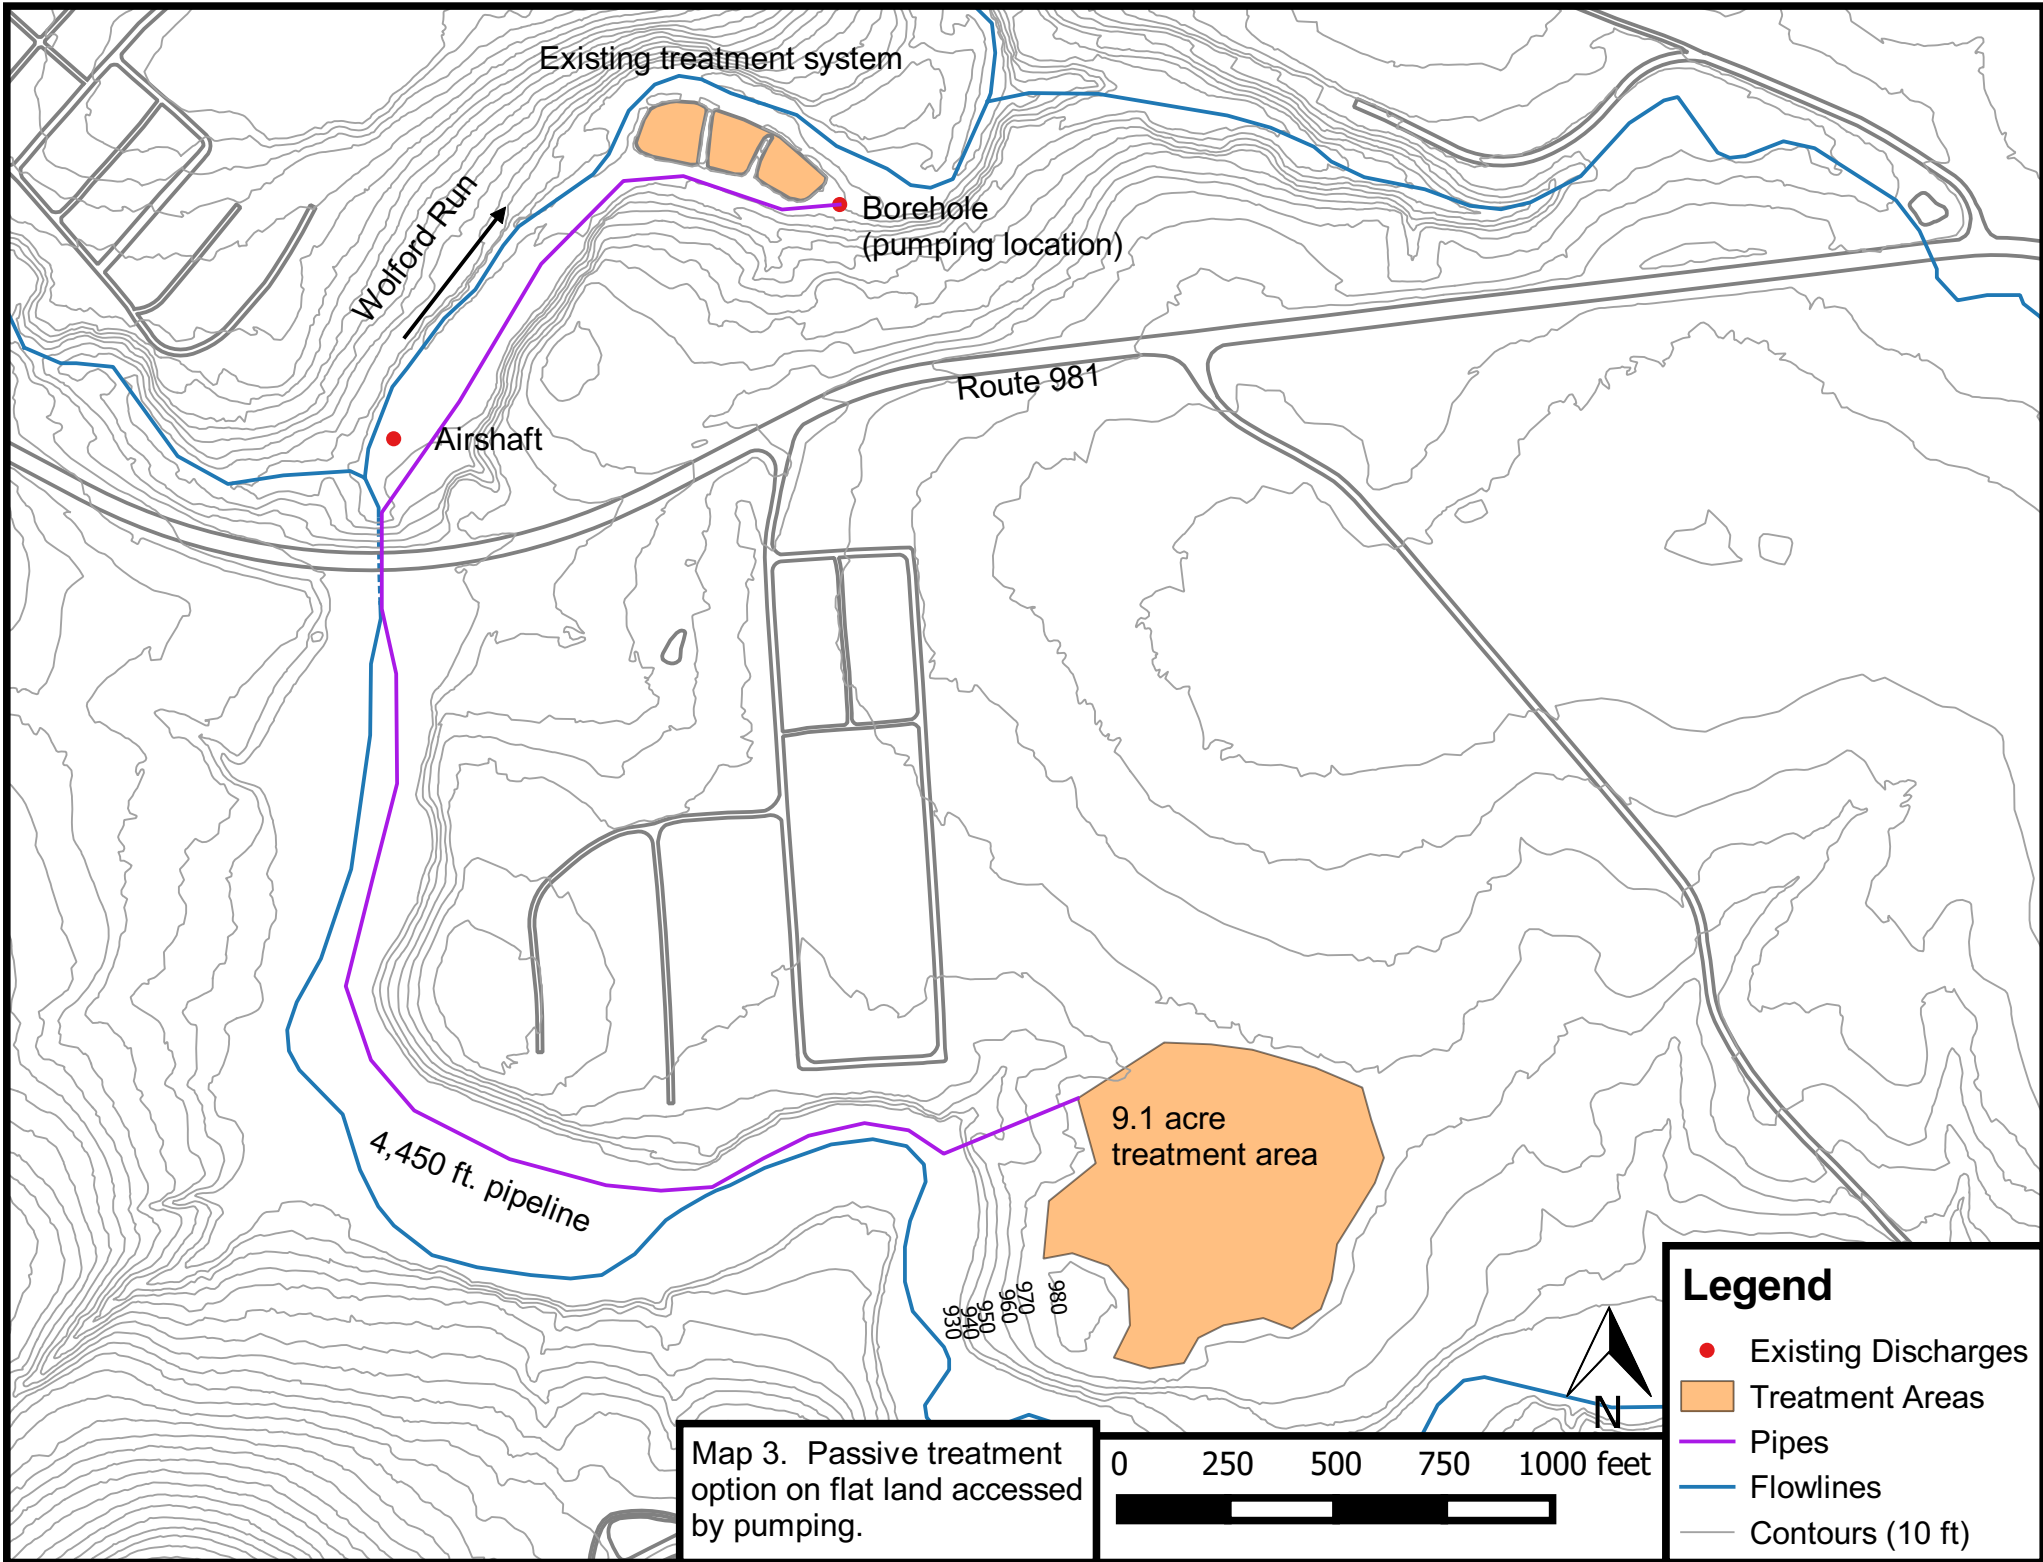 Existing treatment system
Wolford Run
Borehole
(pumping location)
Route 981
Airshaft
9.1 acre
treatment area
4,450 ft. pipeline
930
940
950
960
970
980
Legend
Existing Discharges
Treatment Areas
Pipes
Flowlines
Contours (10 ft)
N
Map 3. Passive treatment
option on flat land accessed
by pumping.
0 250 500 750 1000 feet